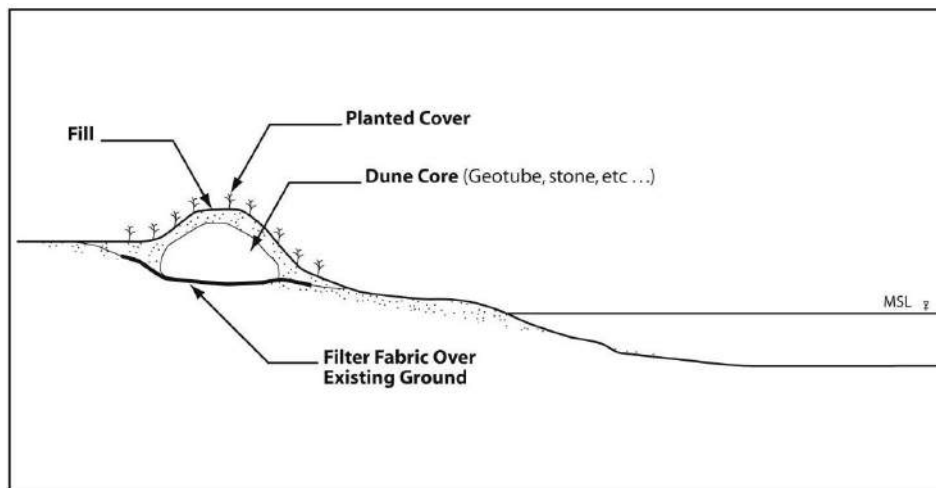 Planted Cover
Fill
Dune Core (Geotube, stone, etc ...)
MSL
Filter Fabric Over
Existing Ground